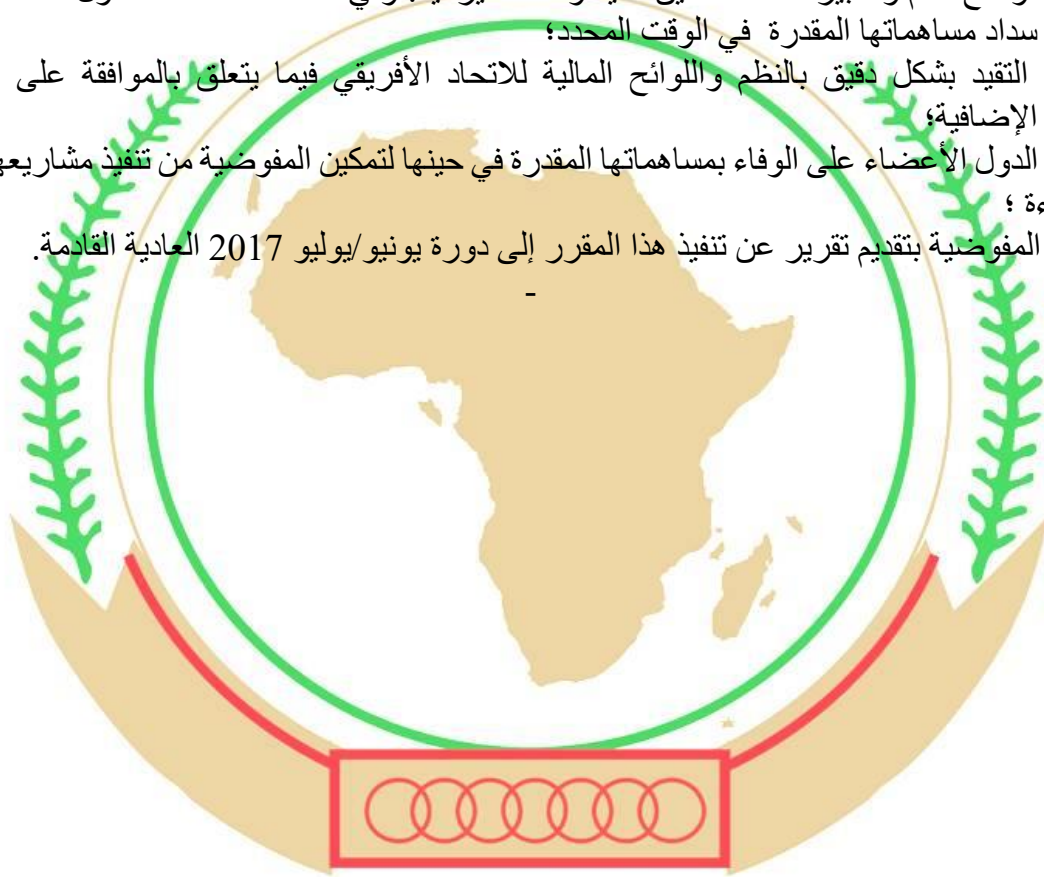 سداد مساهماتها المقدرة في الوقت المحدد؛
التقيد بشكل دقيق بالنظم واللوائح المالية للاتحاد الأفريقي فيما يتعلق بالموافقة على
الإضافية؛
الدول الأعضاء على الوفاء بمساهماتها المقدرة في حينها لتمكين المفوضية من تنفيذ
المفوضية بتقديم تقرير عن تنفيذ هذا المقرر إلى دورة يونيو/يوليو 2017 العادية القادمة.
-